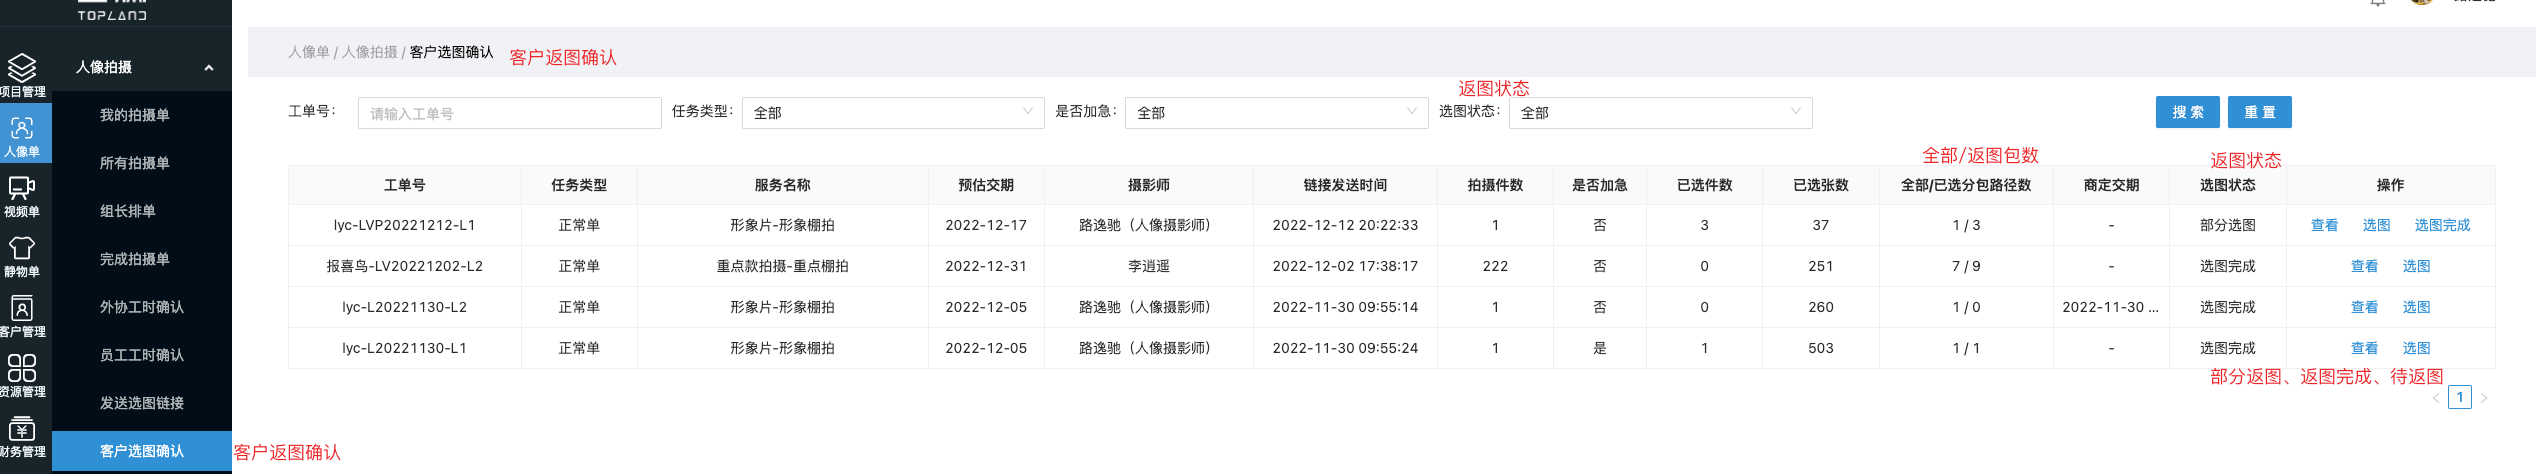 TOPLAND
人像单 / 人像拍摄 / 客户选图确认 客户返图确认
项目管理
人像单
视频单
静物单
客户管理
资源管理
财务管理
人像拍摄
我的拍摄单
所有拍摄单
组长排单
完成拍摄单
外协工时确认
员工工时确认
发送选图链接
客户选图确认 客户返图确认
返图状态
工单号： 请输入工单号 任务类型： 全部 是否加急： 全部 选图状态： 全部 搜 索 重 置
全部/返图包数 返图状态
工单号 任务类型 服务名称 预估交期 摄影师 链接发送时间 拍摄件数 是否加急 已选件数 已选张数 全部/已选分包路径数 商定交期 选图状态 操作
lyc-LVP20221212-L1 正常单 形象片-形象棚拍 2022-12-17 路逸驰（人像摄影师） 2022-12-12 20:22:33 1 否 3 37 1 / 3 - 部分选图 查看 选图 选图完成
报喜鸟-LV20221202-L2 正常单 重点款拍摄-重点棚拍 2022-12-31 李逍遥 2022-12-02 17:38:17 222 否 0 251 7 / 9 - 选图完成 查看 选图
lyc-L20221130-L2 正常单 形象片-形象棚拍 2022-12-05 路逸驰（人像摄影师） 2022-11-30 09:55:14 1 否 0 260 1 / 0 2022-11-30 ... 选图完成 查看 选图
lyc-L20221130-L1 正常单 形象片-形象棚拍 2022-12-05 路逸驰（人像摄影师） 2022-11-30 09:55:24 1 是 1 503 1 / 1 - 选图完成 查看 选图
部分返图、返图完成、待返图
< 1 >